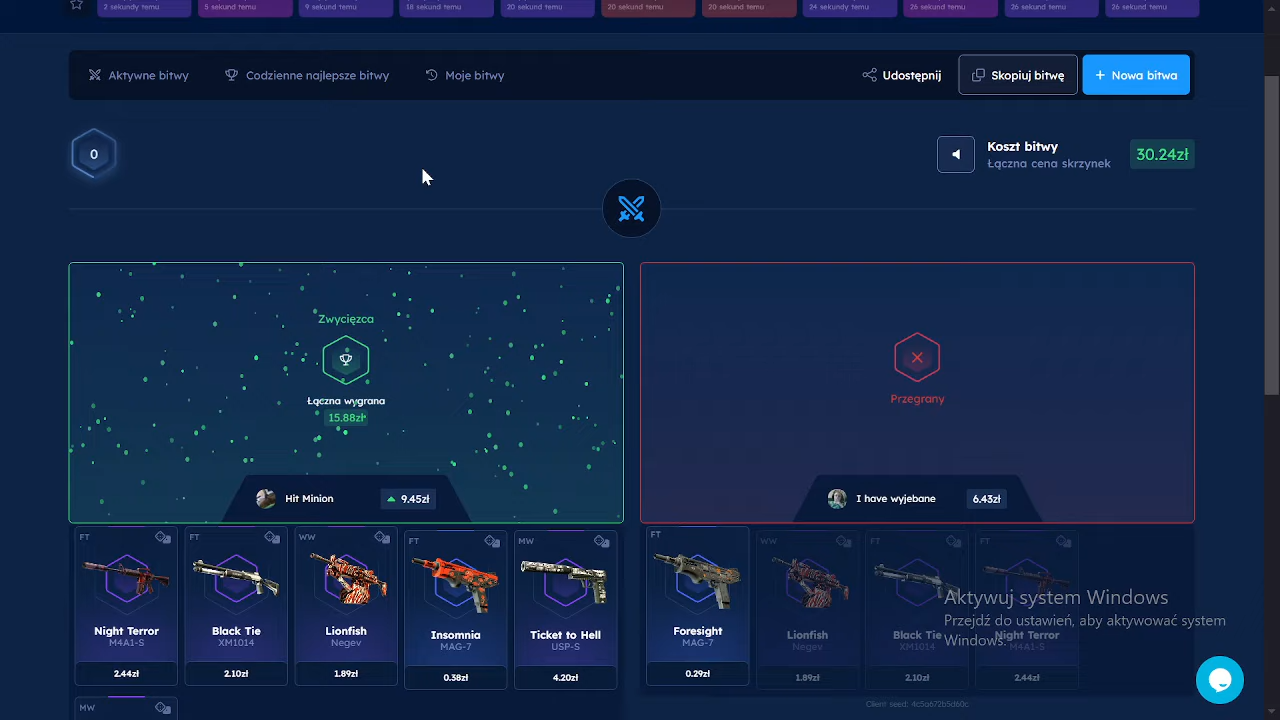 2 sekundy temu
5 sekund temu
9 sekund temu
18 sekund temu
20 sekund temu
20 sekund temu
20 sekund temu
24 sekundy temu
26 sekund temu
26 sekund temu
26 sekund temu
Aktywne bitwy
Codzienne najlepsze bitwy
Moje bitwy
Udostępnij
Skopiuj bitwę
+ Nowa bitwa
0
Koszt bitwy
Łączna cena skrzynek
30.24zł
Zwycięzca
Łączna wygrana
15.88zł
Hit Minion
9.45zł
Przegrany
I have wyjebane
6.43zł
FT
Night Terror
M4A1-S
2.44zł
FT
Black Tie
XM1014
2.10zł
WW
Lionfish
Negev
1.89zł
FT
Insomnia
MAG-7
0.38zł
MW
Ticket to Hell
USP-S
4.20zł
FT
Foresight
MAG-7
0.29zł
WW
Lionfish
Negev
1.89zł
FT
Black Tie
XM1014
2.10zł
FT
Night Terror
M4A1-S
2.44zł
MW
Client seed: 4c5a672b5d60c
Aktywuj system Windows
Przejdź do ustawień, aby aktywować system
Windows.